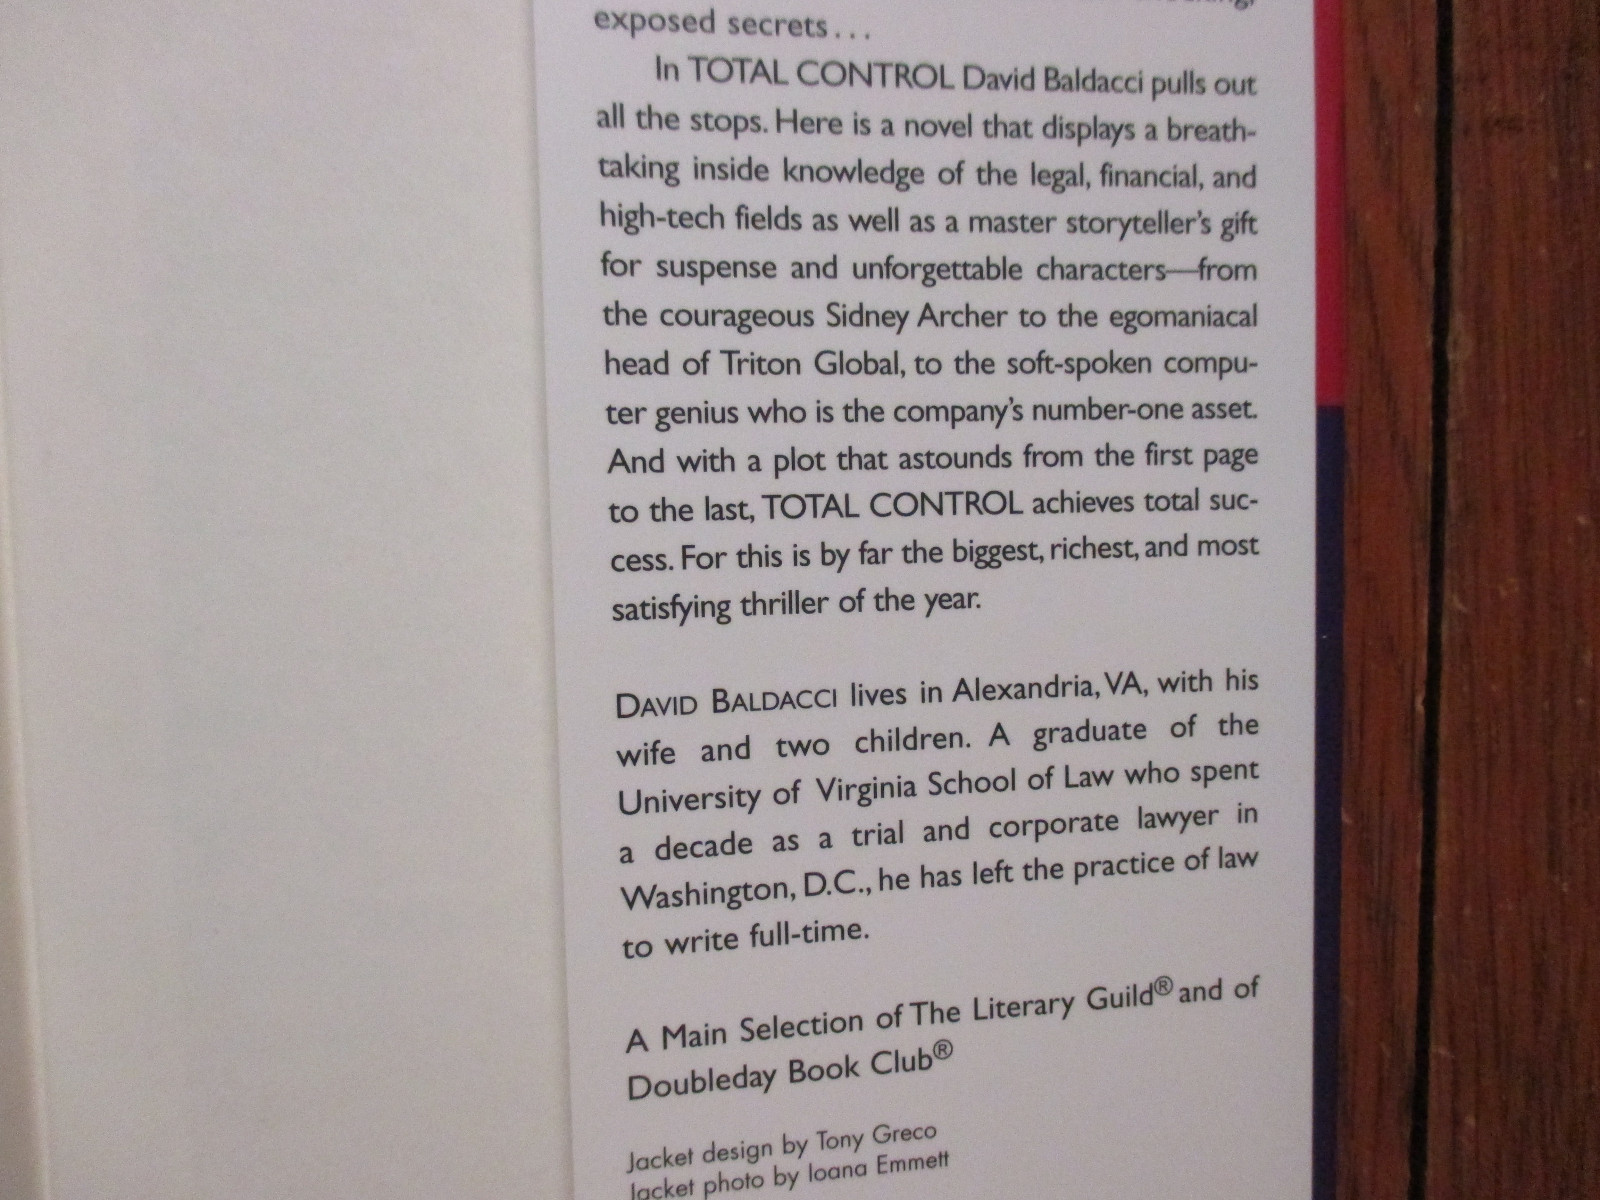 exposed secrets...
In TOTAL CONTROL David Baldacci pulls out
all the stops. Here is a novel that displays a breath-
taking inside knowledge of the legal, financial, and
high-tech fields as well as a master storyteller's gift
for suspense and unforgettable characters—from
the courageous Sidney Archer to the egomaniacal
head of Triton Global, to the soft-spoken compu-
ter genius who is the company's number-one asset.
And with a plot that astounds from the first page
to the last, TOTAL CONTROL achieves total suc-
cess. For this is by far the biggest, richest, and most
satisfying thriller of the year.
DAVID BALDACCI lives in Alexandria, VA, with his
wife and two children. A graduate of the
University of Virginia School of Law who spent
a decade as a trial and corporate lawyer in
Washington, D.C., he has left the practice of law
to write full-time.
A Main Selection of The Literary Guild® and of
Doubleday Book Club®
Jacket design by Tony Greco
Jacket photo by Ioana Emmett